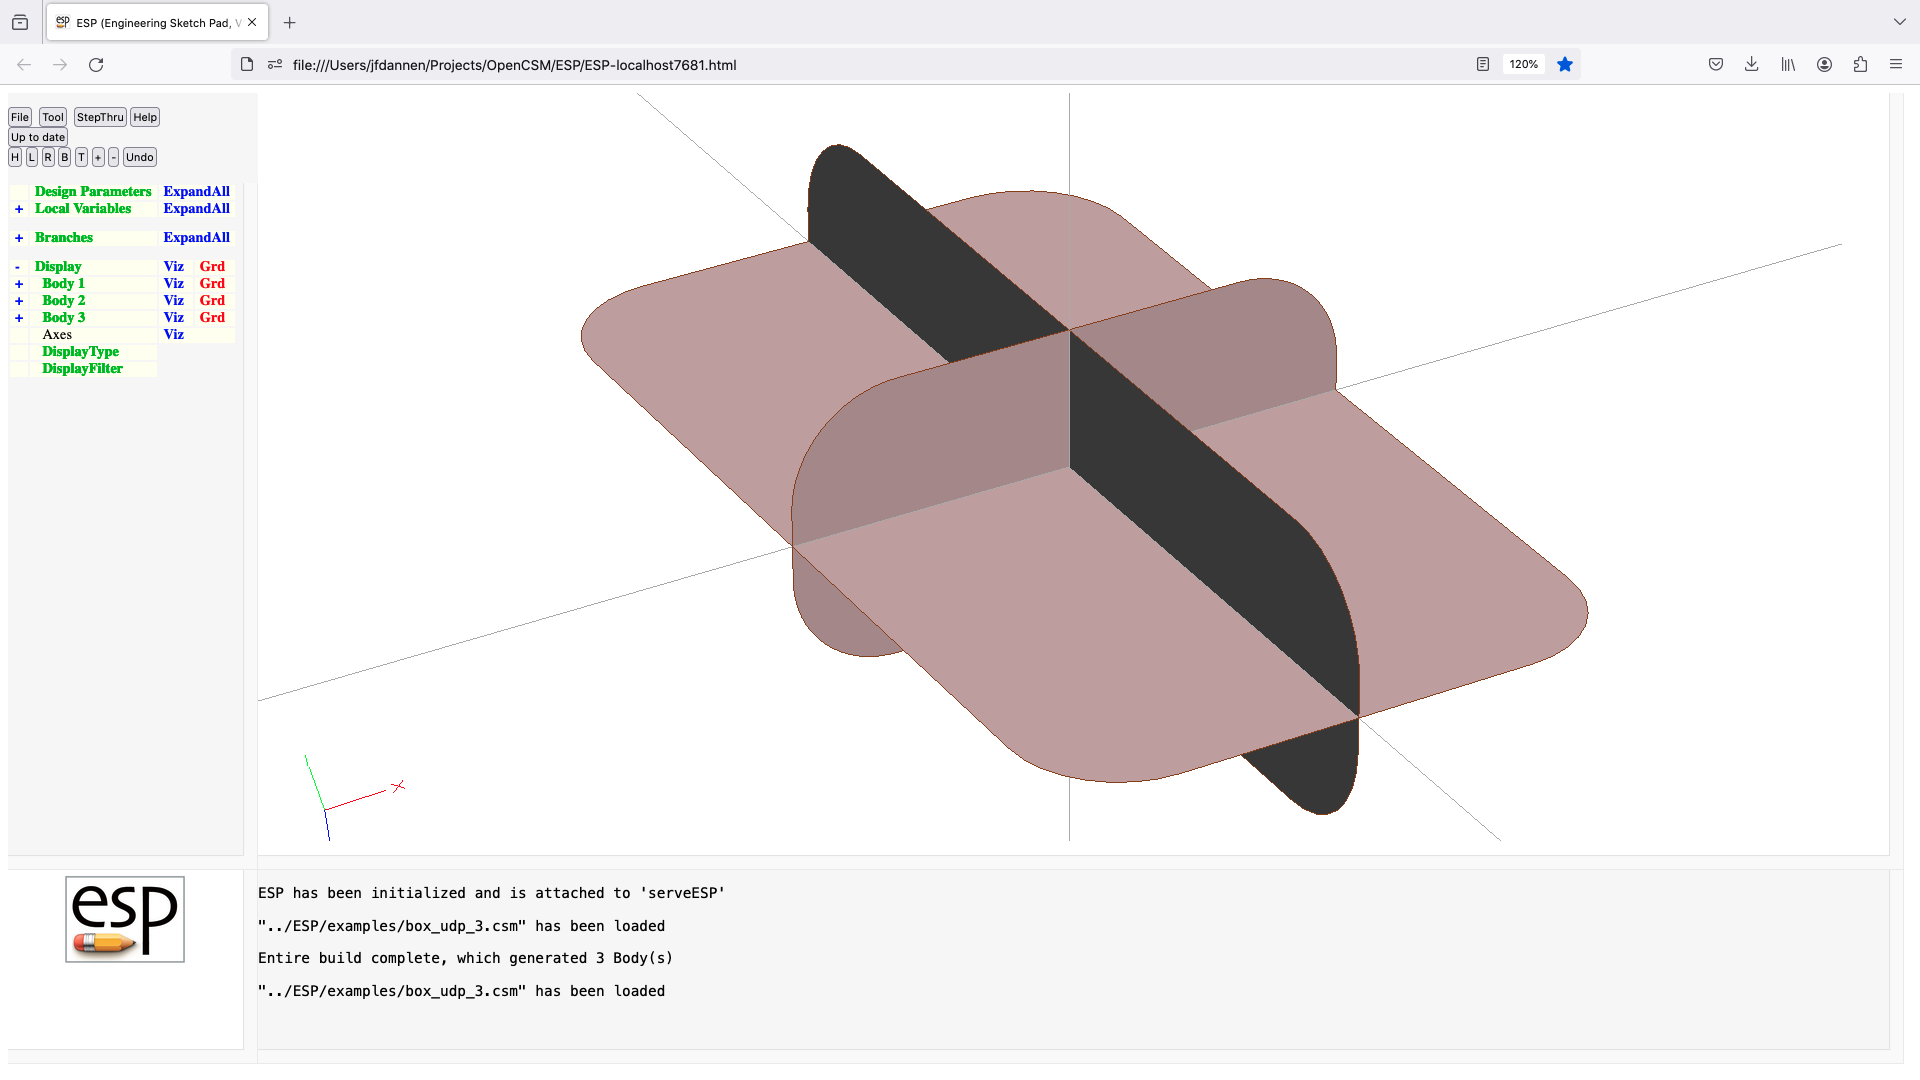 ESP (Engineering Sketch Pad, V
file:///Users/jfdannen/Projects/OpenCSM/ESP/ESP-localhost7681.html
120%
File Tool StepThru Help
Up to date
H L R B T + - Undo
Design Parameters ExpandAll
+ Local Variables ExpandAll
+ Branches ExpandAll
- Display Viz Grd
+ Body 1 Viz Grd
+ Body 2 Viz Grd
+ Body 3 Viz Grd
Axes Viz
DisplayType
DisplayFilter
X
esp
ESP has been initialized and is attached to 'serveESP'
"../ESP/examples/box_udp_3.csm" has been loaded
Entire build complete, which generated 3 Body(s)
"../ESP/examples/box_udp_3.csm" has been loaded